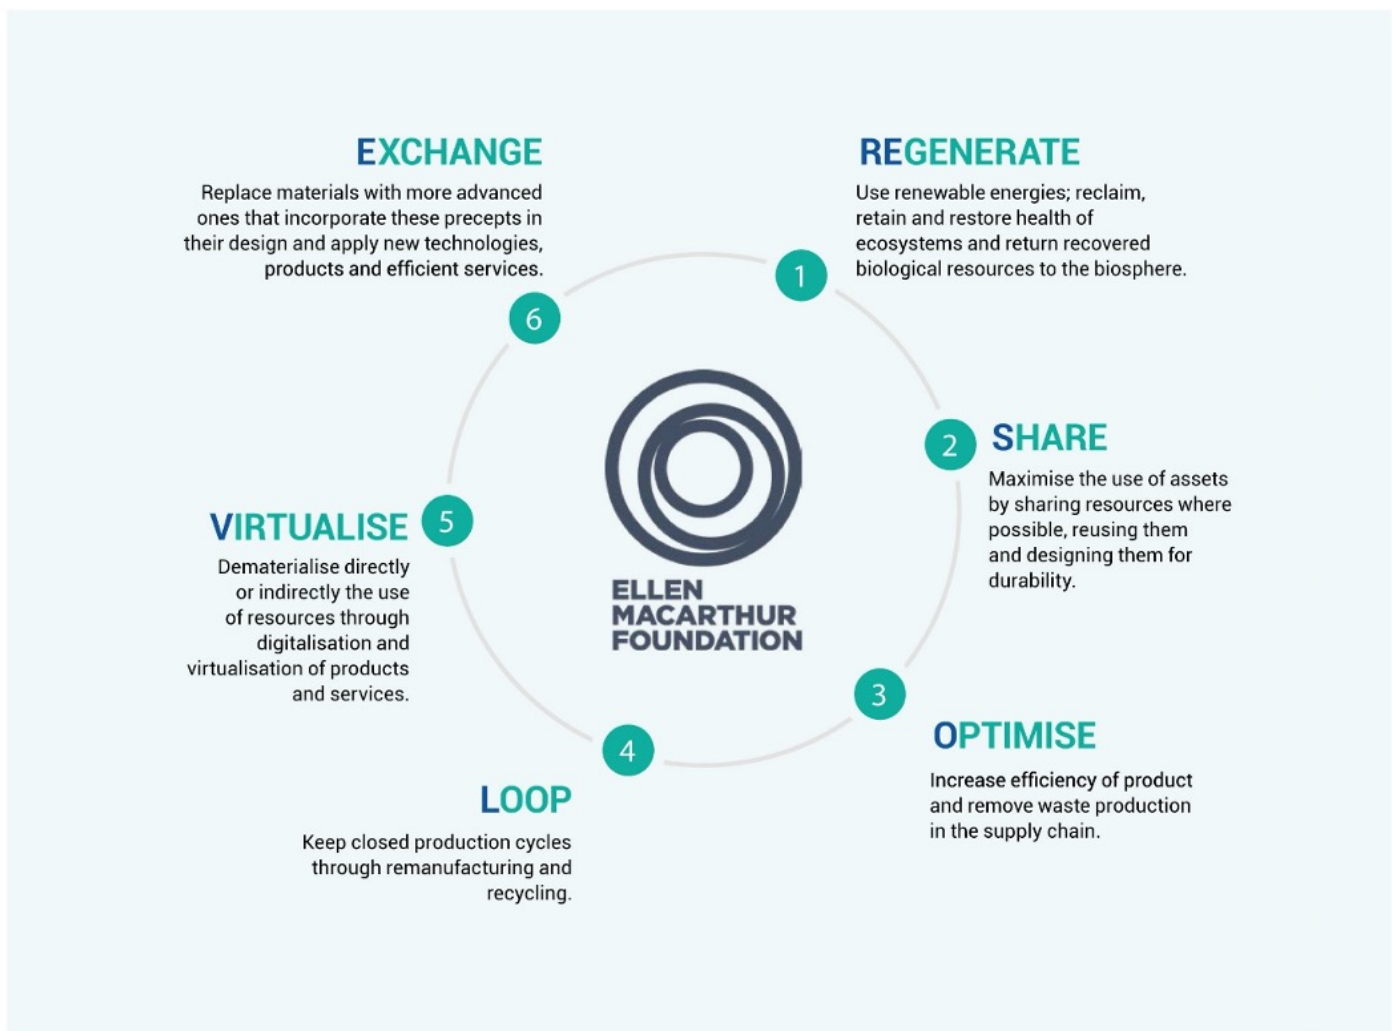 1
REGENERATE
Use renewable energies; reclaim,
retain and restore health of
ecosystems and return recovered
biological resources to the biosphere.
2
SHARE
Maximise the use of assets
by sharing resources where
possible, reusing them
and designing them for
durability.
3
OPTIMISE
Increase efficiency of product
and remove waste production
in the supply chain.
4
LOOP
Keep closed production cycles
through remanufacturing and
recycling.
5
VIRTUALISE
Dematerialise directly
or indirectly the use
of resources through
digitalisation and
virtualisation of products
and services.
6
EXCHANGE
Replace materials with more advanced
ones that incorporate these precepts in
their design and apply new technologies,
products and efficient services.
ELLEN
MACARTHUR
FOUNDATION